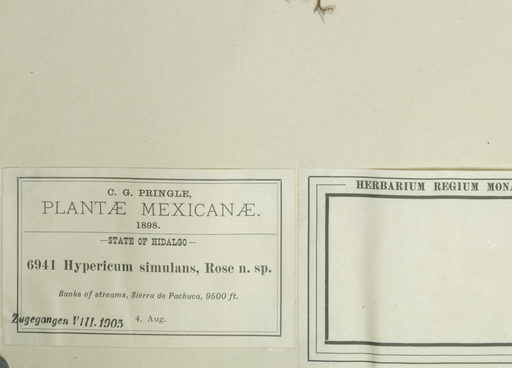 C. G. PRINGLE,
PLANTÆ MEXICANÆ.
1898.
—STATE OF HIDALGO—
6941 Hypericum simulans, Rose n. sp.
Banks of streams, Sierra de Pachuca, 9500 ft.
4, Aug.
Zugegangen VIII.1905
HERBARIUM REGIUM MONA